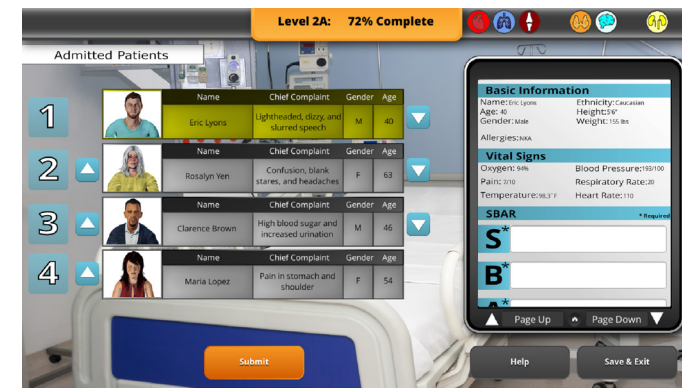 Level 2A: 72% Complete
Admitted Patients
1
Name Chief Complaint Gender Age
Eric Lyons Lightheaded, dizzy, and slurred speech M 40
2
Name Chief Complaint Gender Age
Rosalyn Yen Confusion, blank stares, and headaches F 63
3
Name Chief Complaint Gender Age
Clarence Brown High blood sugar and increased urination M 46
4
Name Chief Complaint Gender Age
Maria Lopez Pain in stomach and shoulder F 54
Submit
Basic Information
Name: Eric Lyons Ethnicity: Caucasian
Age: 40 Height: 5'6"
Gender: Male Weight: 155 lbs
Allergies: NKA
Vital Signs
Oxygen: 94% Blood Pressure: 193/100
Pain: 7/10 Respiratory Rate: 20
Temperature: 98.3° F Heart Rate: 110
SBAR * Required
S*
B*
A*
Page Up Page Down
Help Save & Exit